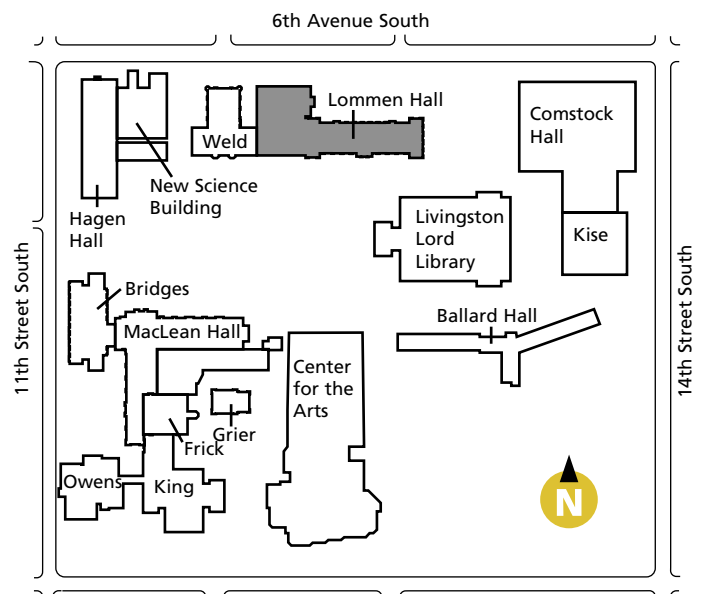 6th Avenue South
Lommen Hall
Comstock
Hall
Weld
New Science
Building
Hagen
Hall
Livingston
Lord
Library
Kise
11th Street South
14th Street South
Bridges
MacLean Hall
Ballard Hall
Center
for the
Arts
Grier
Frick
Owens
King
N